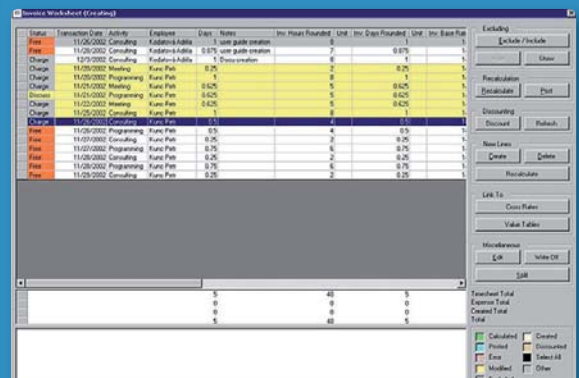 Invoice Worksheet (Creating)
Status Transaction Date Activity Employee Days Notes Inv. Hours Rounded Unit Inv. Days Rounded Unit Inv. Base Rat
Free 11/26/2002 Consulting Kodatová Adéla 1 user guide creation 8 1
Free 11/28/2002 Consulting Kodatová Adéla 0.875 user guide creation 7 0.875
Charge 12/3/2002 Consulting Kodatová Adéla 1 8 1
Charge 11/20/2002 Meeting Kunc Petr 0.25 2 0.25
Charge 11/20/2002 Programming Kunc Petr 1 8 1
Charge 11/21/2002 Meeting Kunc Petr 0.625 5 0.625
11/21/2002 Programming Kunc Petr 0.625 5 0.625
Charge 11/22/2002 Meeting Kunc Petr 0.625 5 0.625
Charge 11/25/2002 Consulting Kunc Petr 1 8 1
Charge 11/26/2002 Consulting Kunc Petr 0.5 4 0.5
Free 11/26/2002 Programming Kunc Petr 0.5 4 0.5
Free 11/27/2002 Consulting Kunc Petr 0.25 2 0.25
Free 11/27/2002 Programming Kunc Petr 0.75 6 0.75
Free 11/28/2002 Consulting Kunc Petr 0.25 2 0.25
Free 11/28/2002 Programming Kunc Petr 0.75 6 0.75
Free 11/29/2002 Consulting Kunc Petr 0.25 2 0.25
5 40 5
0 0 0
0 0 0
5 40 5
Excluding
Exclude / Include
Show
Recalculation
Recalculate Post
Discounting
Discount Refresh
New Lines
Create Delete
Recalculate
Link To
Cross Rates
Value Tables
Miscellaneous
Edit Write Off
Split
Timesheet Total
Expense Total
Created Total
Total
Calculated Created
Posted Discounted
Error Select All
Modified Other